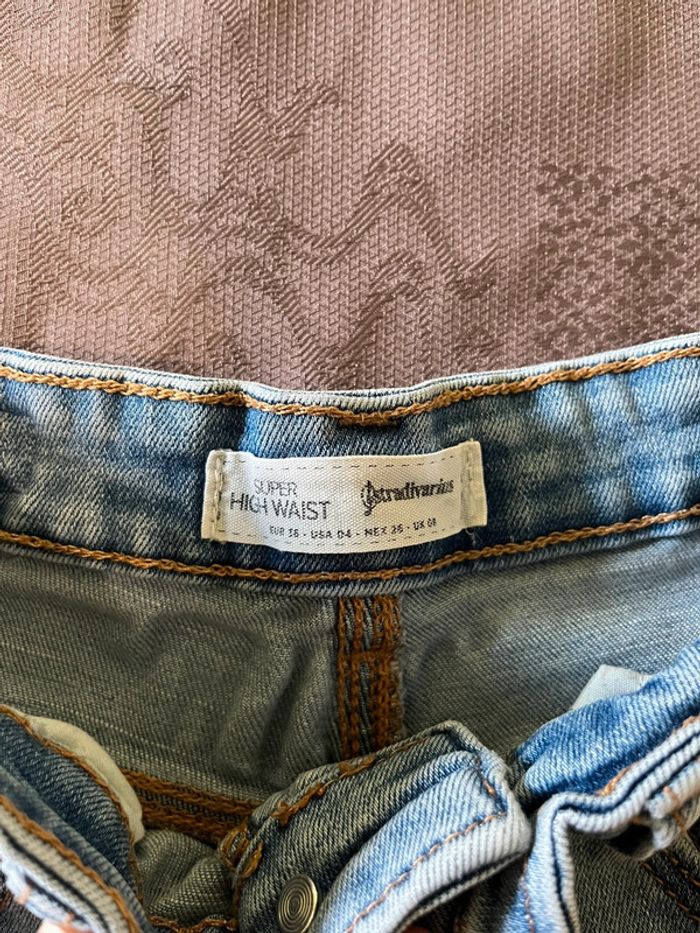 SUPER
HIGH WAIST
stradivarius
EUR 36 - USA 04 - MEX 26 - UK 08